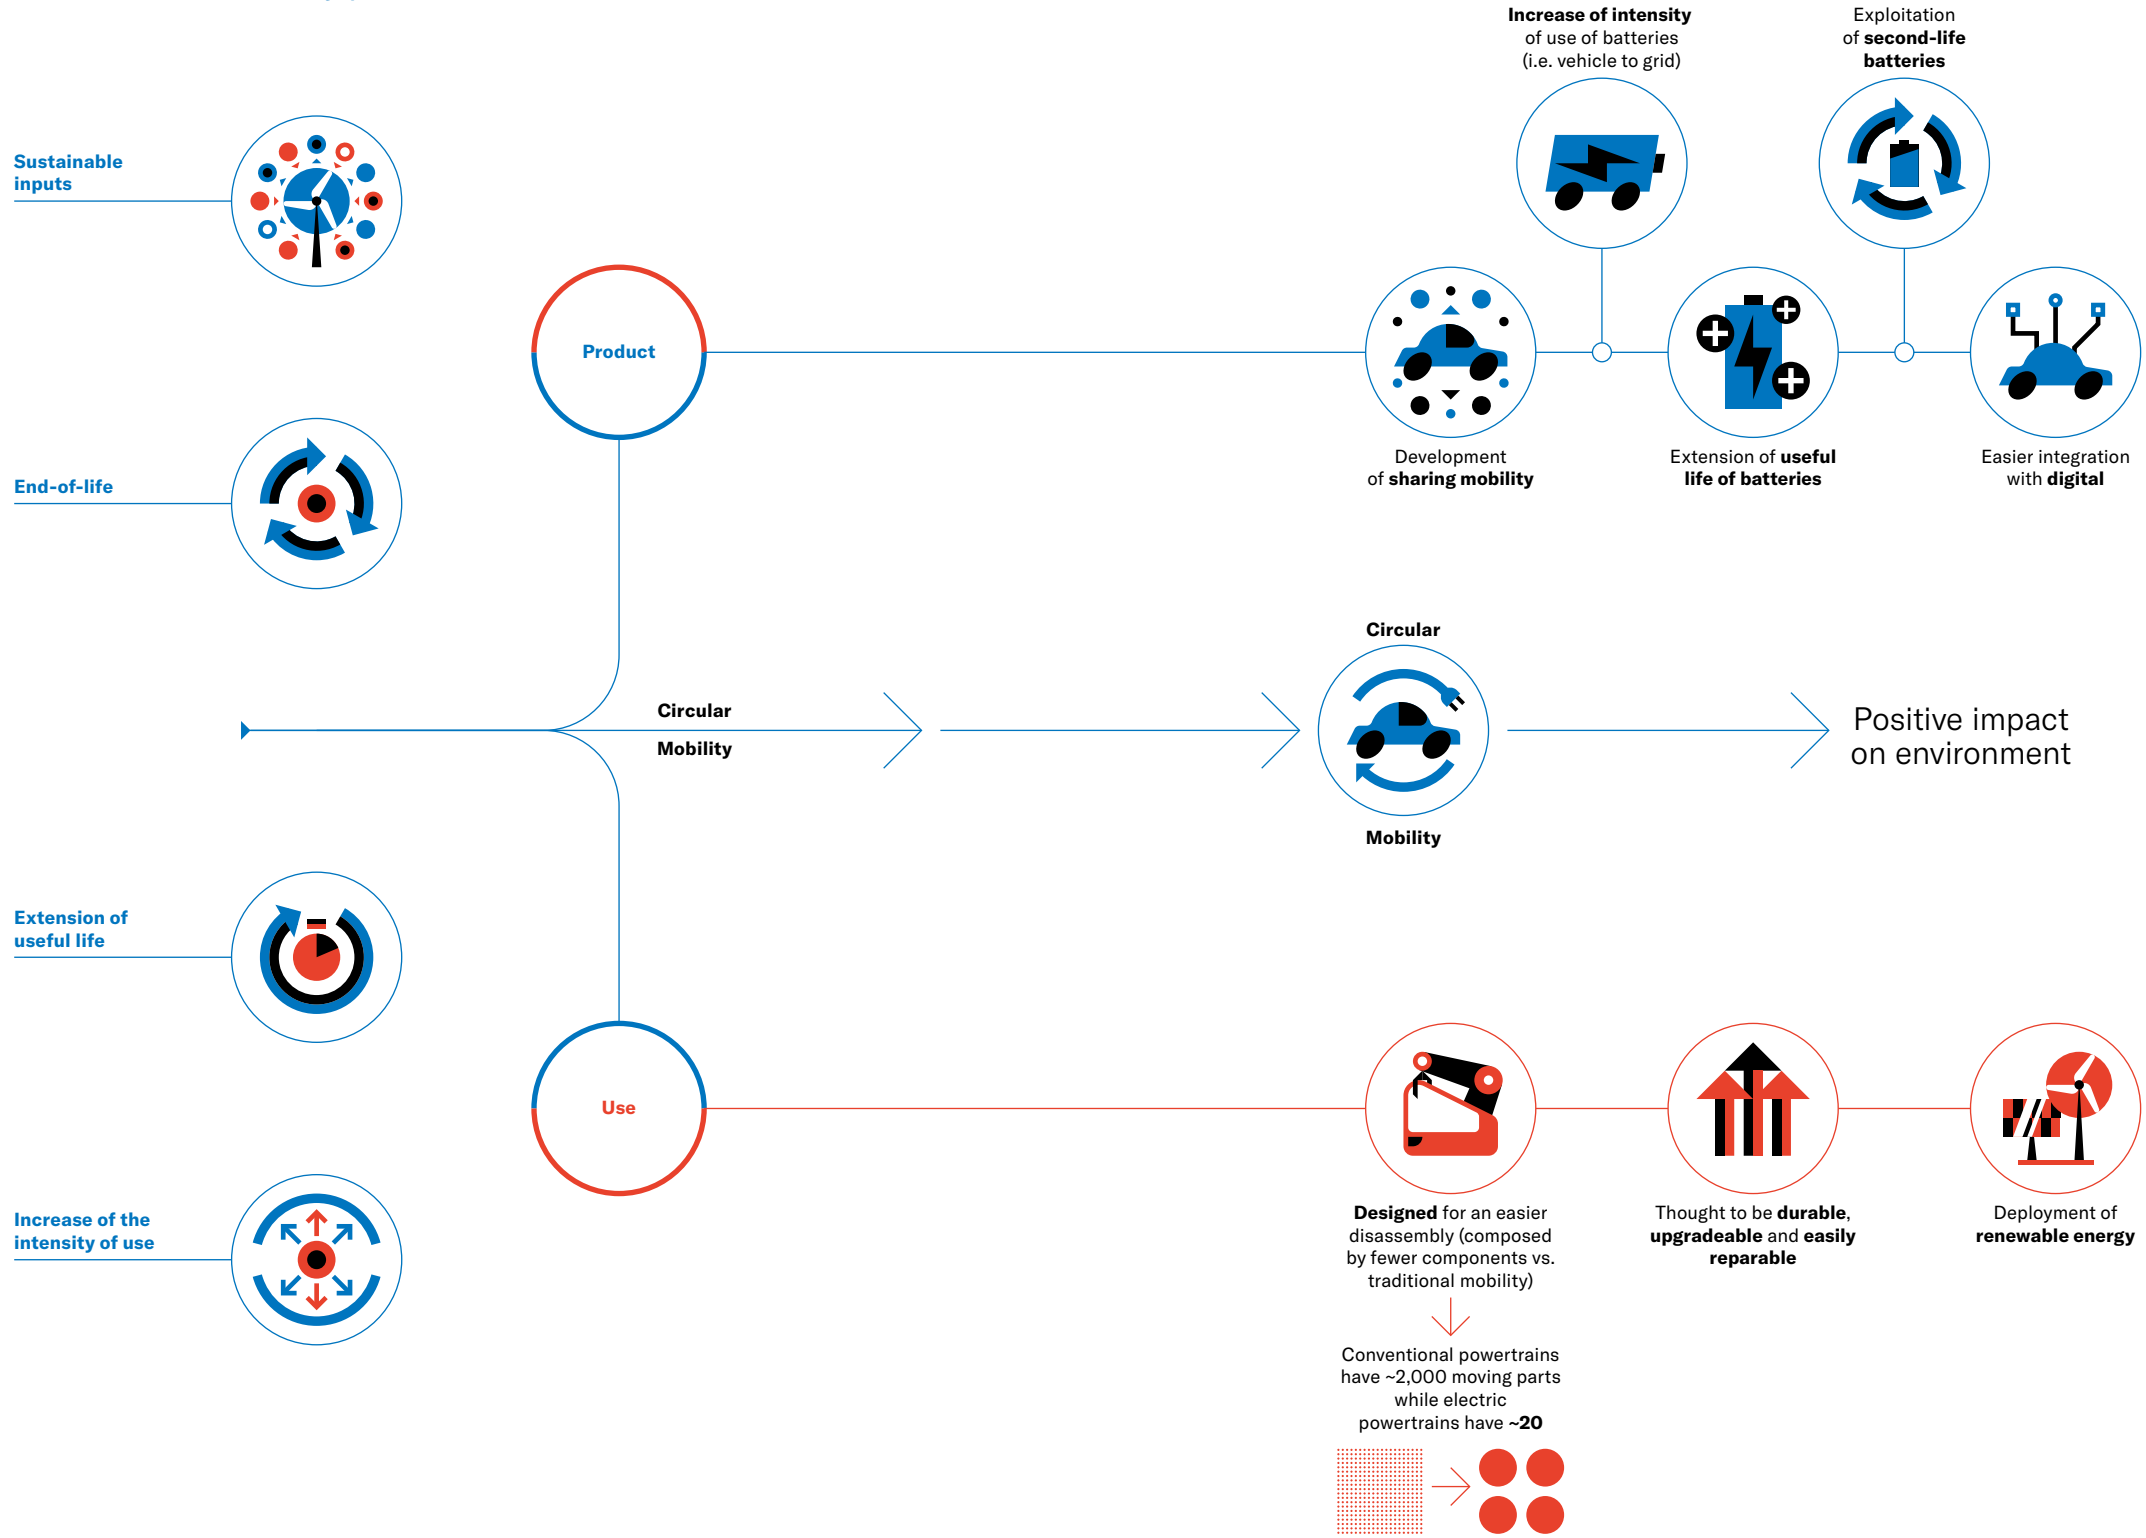 Increase of intensity
of use of batteries
(i.e. vehicle to grid)
Exploitation
of second-life
batteries
Sustainable
inputs
Product
Development
of sharing mobility
Extension of useful
life of batteries
Easier integration
with digital
End-of-life
Circular
Mobility
Circular
Mobility
Positive impact
on environment
Extension of
useful life
Use
Increase of the
intensity of use
Designed for an easier
disassembly (composed
by fewer components vs.
traditional mobility)
Thought to be durable,
upgradeable and easily
reparable
Deployment of
renewable energy
Conventional powertrains
have ~2,000 moving parts
while electric
powertrains have ~20